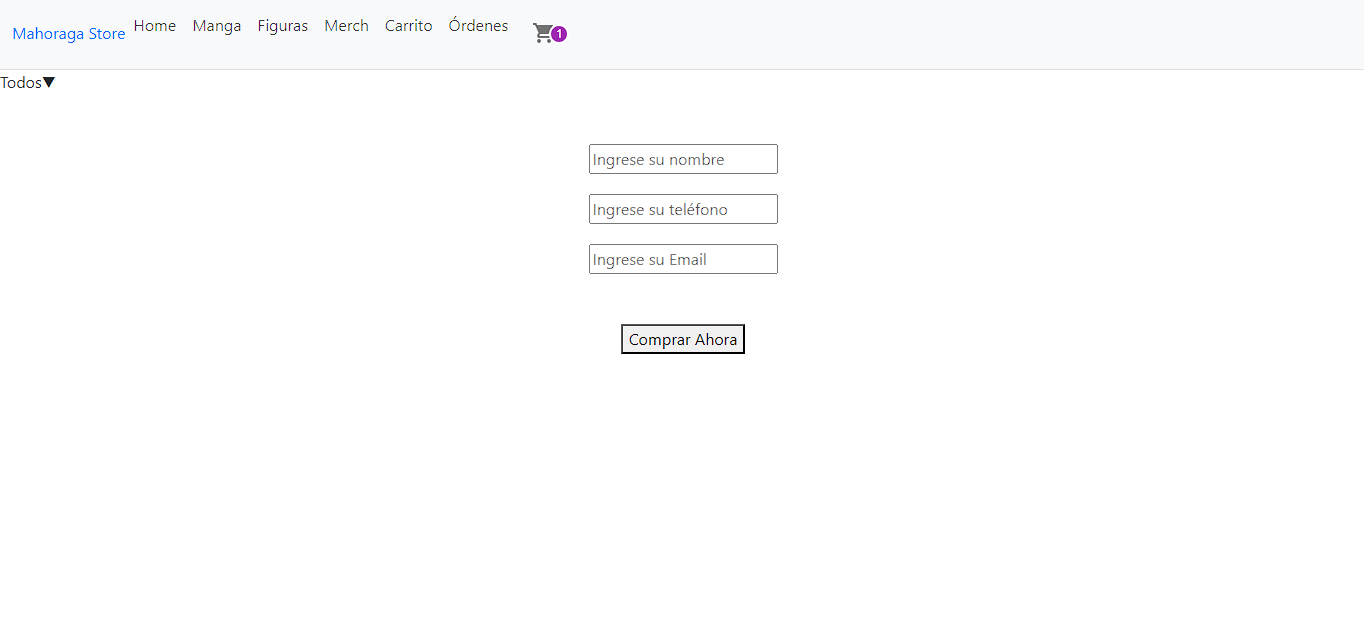 Mahoraga Store Home Manga Figuras Merch Carrito Órdenes 1
Todos▼
Ingrese su nombre
Ingrese su teléfono
Ingrese su Email
Comprar Ahora